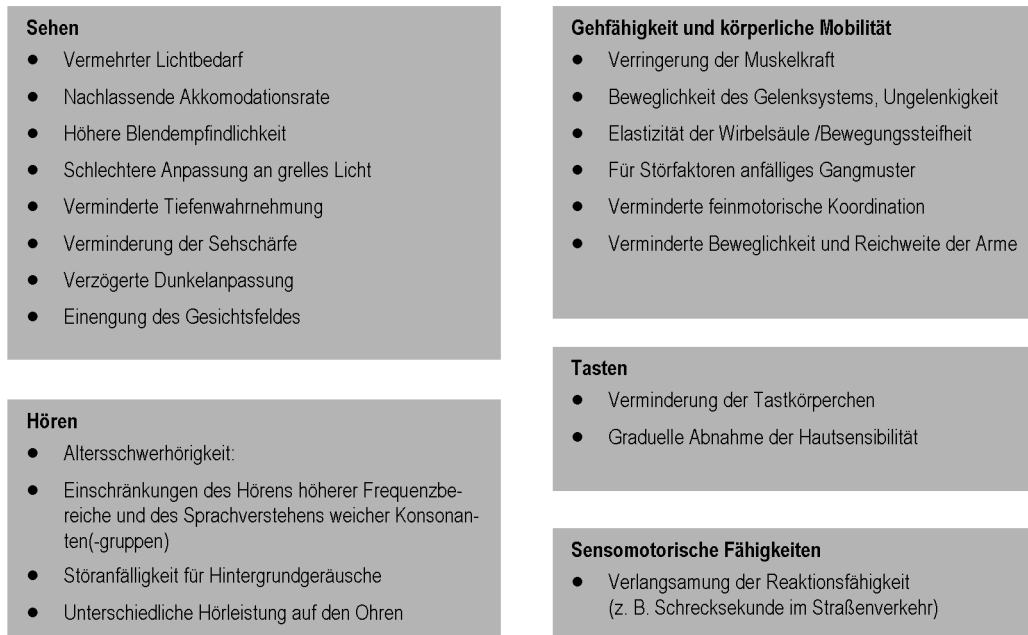 Sehen
● Vermehrter Lichtbedarf
● Nachlassende Akkomodationsrate
● Höhere Blendempfindlichkeit
● Schlechtere Anpassung an grelles Licht
● Verminderte Tiefenwahrnehmung
● Verminderung der Sehschärfe
● Verzögerte Dunkelanpassung
● Einengung des Gesichtsfeldes
Hören
● Altersschwerhörigkeit:
● Einschränkungen des Hörens höherer Frequenzbe-
reiche und des Sprachverstehens weicher Konsonan-
ten(-gruppen)
● Störanfälligkeit für Hintergrundgeräusche
● Unterschiedliche Hörleistung auf den Ohren
Gehfähigkeit und körperliche Mobilität
● Verringerung der Muskelkraft
● Beweglichkeit des Gelenksystems, Ungelenkigkeit
● Elastizität der Wirbelsäule /Bewegungssteifheit
● Für Störfaktoren anfälliges Gangmuster
● Verminderte feinmotorische Koordination
● Verminderte Beweglichkeit und Reichweite der Arme
Tasten
● Verminderung der Tastkörperchen
● Graduelle Abnahme der Hautsensibilität
Sensomotorische Fähigkeiten
● Verlangsamung der Reaktionsfähigkeit
(z. B. Schrecksekunde im Straßenverkehr)